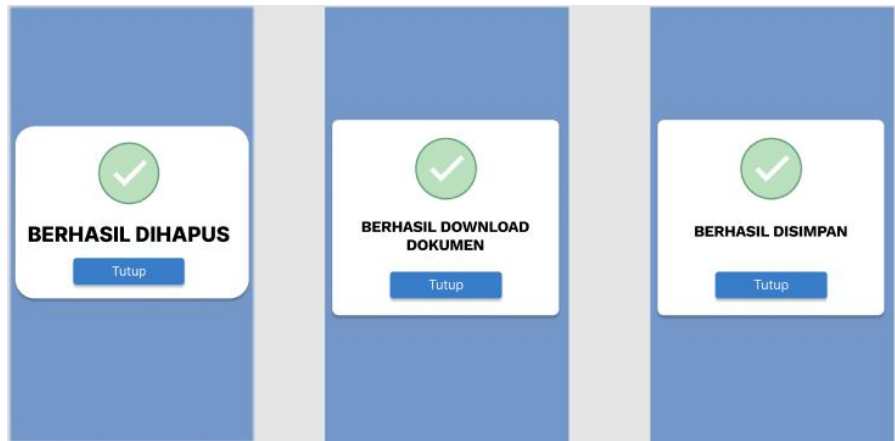 BERHASIL DIHAPUS
Tutup
BERHASIL DOWNLOAD
DOKUMEN
Tutup
BERHASIL DISIMPAN
Tutup